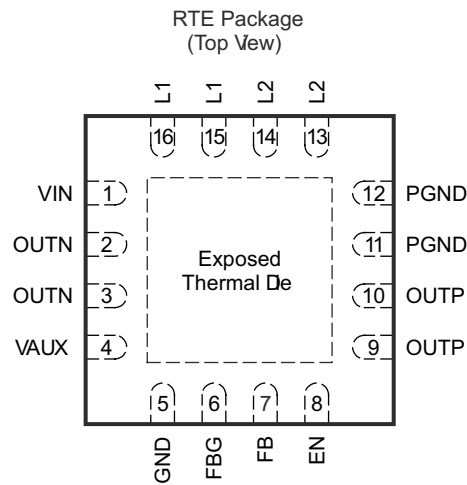 RTE Package
(Top View)
L1
L1
L2
L2
16
15
14
13
VIN
1
12
PGND
OUTN
2
11
PGND
Exposed
Thermal Die
OUTN
3
10
OUTP
VAUX
4
9
OUTP
5
6
7
8
GND
FBG
FB
EN